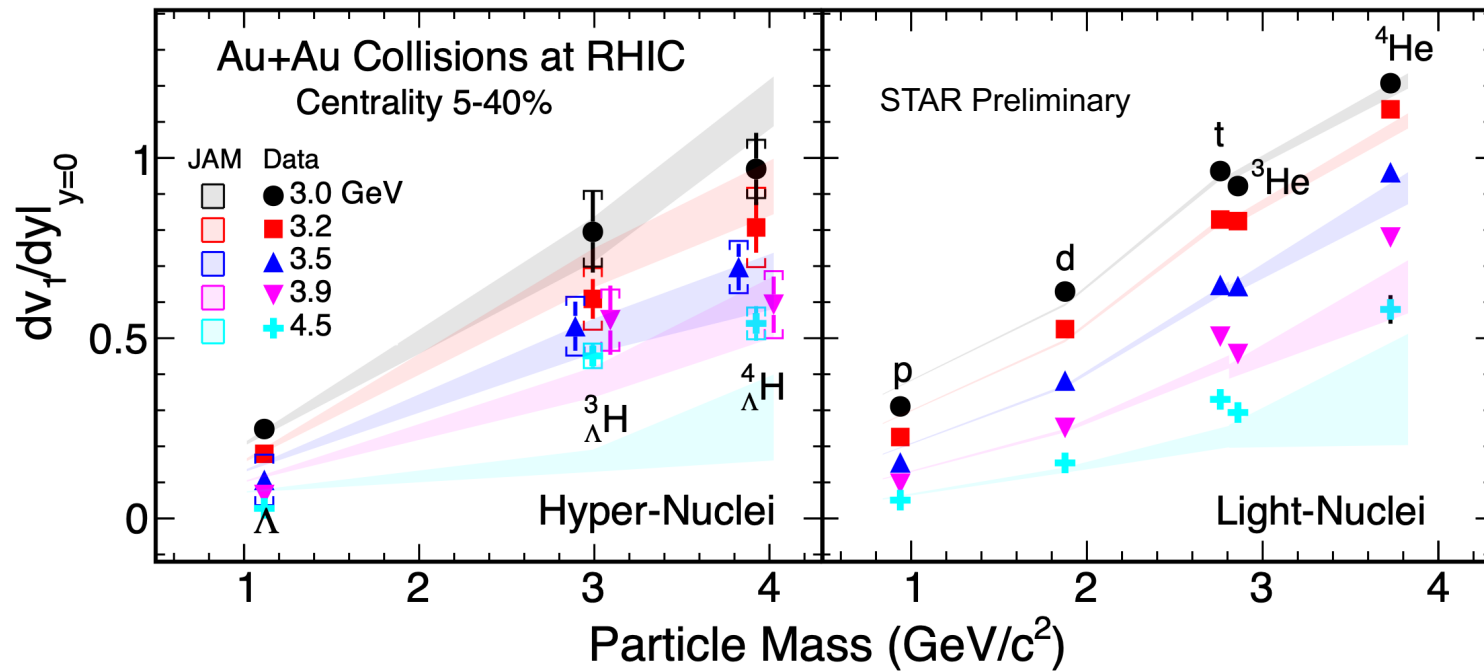 Au+Au Collisions at RHIC
Centrality 5-40%
JAM Data
3.0 GeV
3.2
3.5
3.9
4.5
Λ
³ΛH
⁴ΛH
Hyper-Nuclei
STAR Preliminary
p
d
t
³He
⁴He
Light-Nuclei
dv₁/dy|y=0
1
0.5
0
1 2 3 4
1 2 3 4
Particle Mass (GeV/c²)